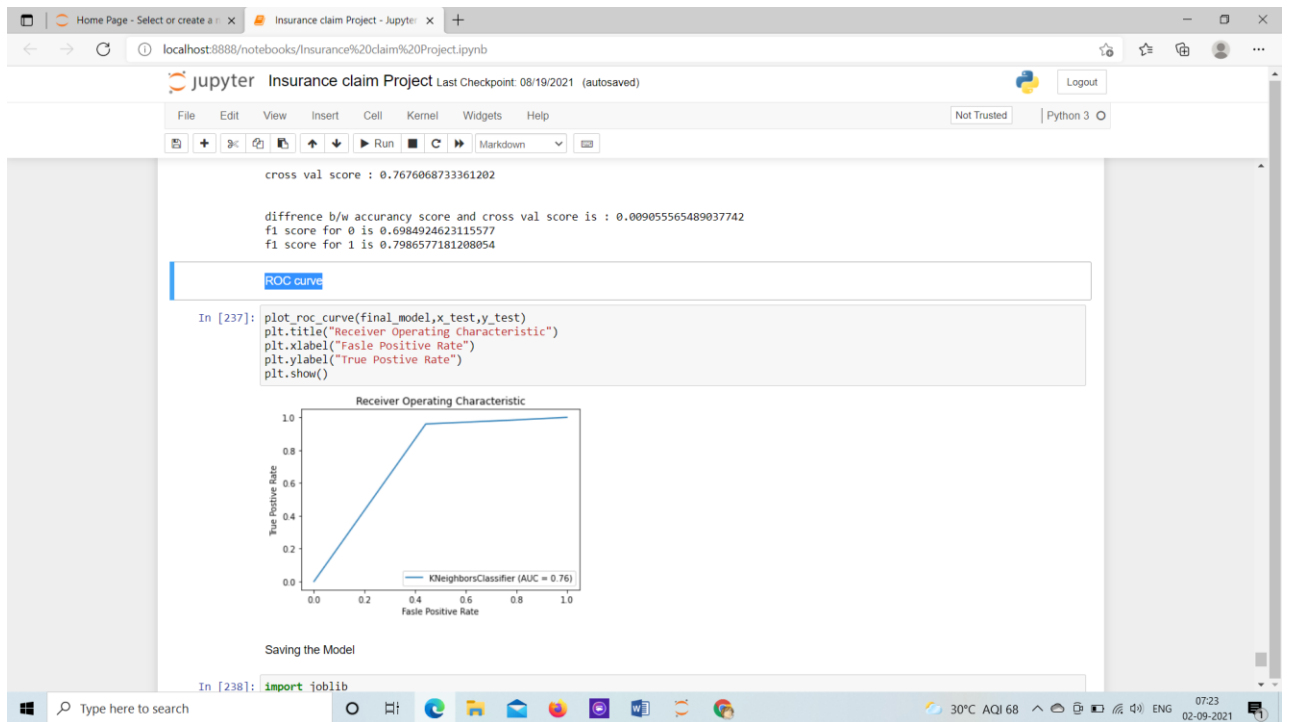 Home Page - Select or create a n
Insurance claim Project - Jupyter
localhost:8888/notebooks/Insurance%20claim%20Project.ipynb
jupyter Insurance claim Project Last Checkpoint: 08/19/2021 (autosaved)
Logout
File Edit View Insert Cell Kernel Widgets Help
Not Trusted
Python 3
Run
Markdown
cross val score : 0.7676068733361202
diffrence b/w accurancy score and cross val score is : 0.009055565489037742
f1 score for 0 is 0.6984924623115577
f1 score for 1 is 0.7986577181208054
ROC curve
In [237]: plot_roc_curve(final_model,x_test,y_test)
plt.title("Receiver Operating Characteristic")
plt.xlabel("Fasle Positive Rate")
plt.ylabel("True Postive Rate")
plt.show()
Receiver Operating Characteristic
1.0
0.8
0.6
0.4
0.2
0.0
True Postive Rate
KNeighborsClassifier (AUC = 0.76)
0.0 0.2 0.4 0.6 0.8 1.0
Fasle Positive Rate
Saving the Model
In [238]: import joblib
Type here to search
30°C AQI 68
ENG
07:23
02-09-2021